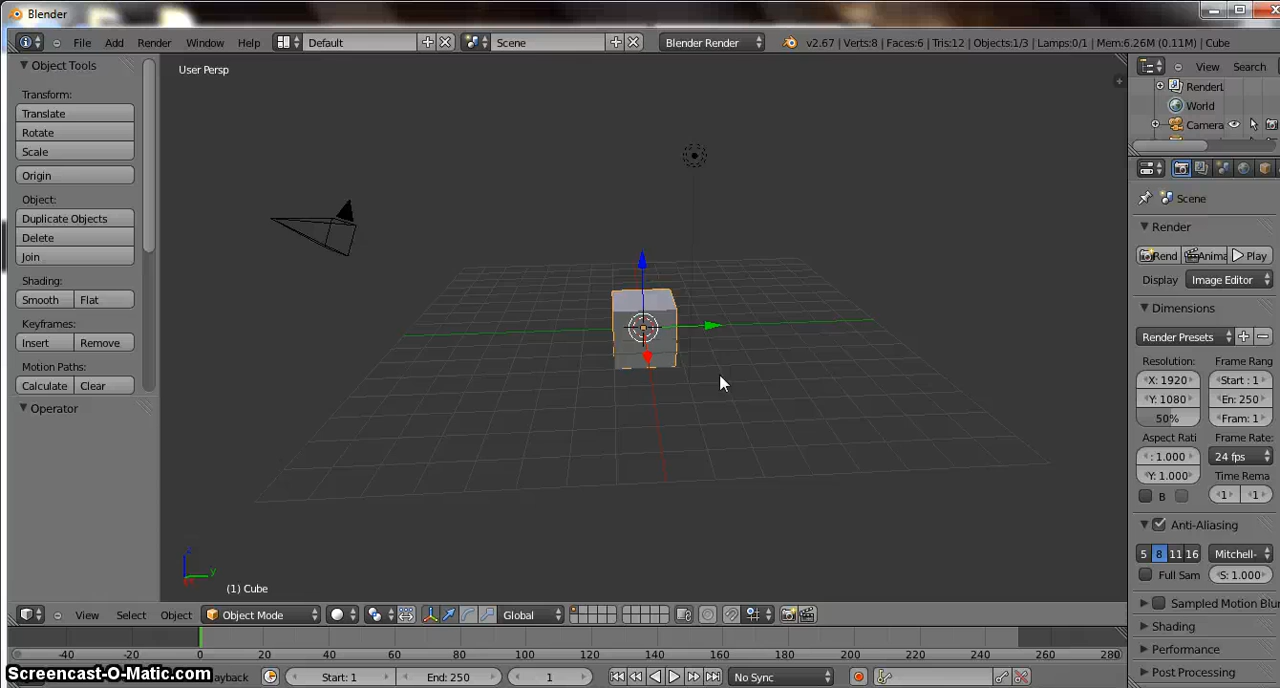 Blender
File Add Render Window Help Default Scene Blender Render v2.67 | Verts:8 | Faces:6 | Tris:12 | Objects:1/3 | Lamps:0/1 | Mem:6.26M (0.11M) | Cube
Object Tools
Transform:
Translate
Rotate
Scale
Origin
Object:
Duplicate Objects
Delete
Join
Shading:
Smooth Flat
Keyframes:
Insert Remove
Motion Paths:
Calculate Clear
Operator
User Persp
y
(1) Cube
View Search
RenderL
World
Camera
Scene
Render
Rend Anima Play
Display Image Editor
Dimensions
Render Presets
Resolution: Frame Rang
X: 1920 Start : 1
Y: 1080 En: 250
50% Fram: 1
Aspect Rati Frame Rate:
: 1.000 24 fps
Y: 1.000 Time Rema
B 1 1
Anti-Aliasing
5 8 11 16 Mitchell-
Full Sam S: 1.000
Sampled Motion Blur
Shading
Performance
Post Processing
View Select Object Object Mode Global
-40 -20 0 20 40 60 80 100 120 140 160 180 200 220 240 260 280
Screencast-O-Matic.com
ayback Start: 1 End: 250 1 No Sync